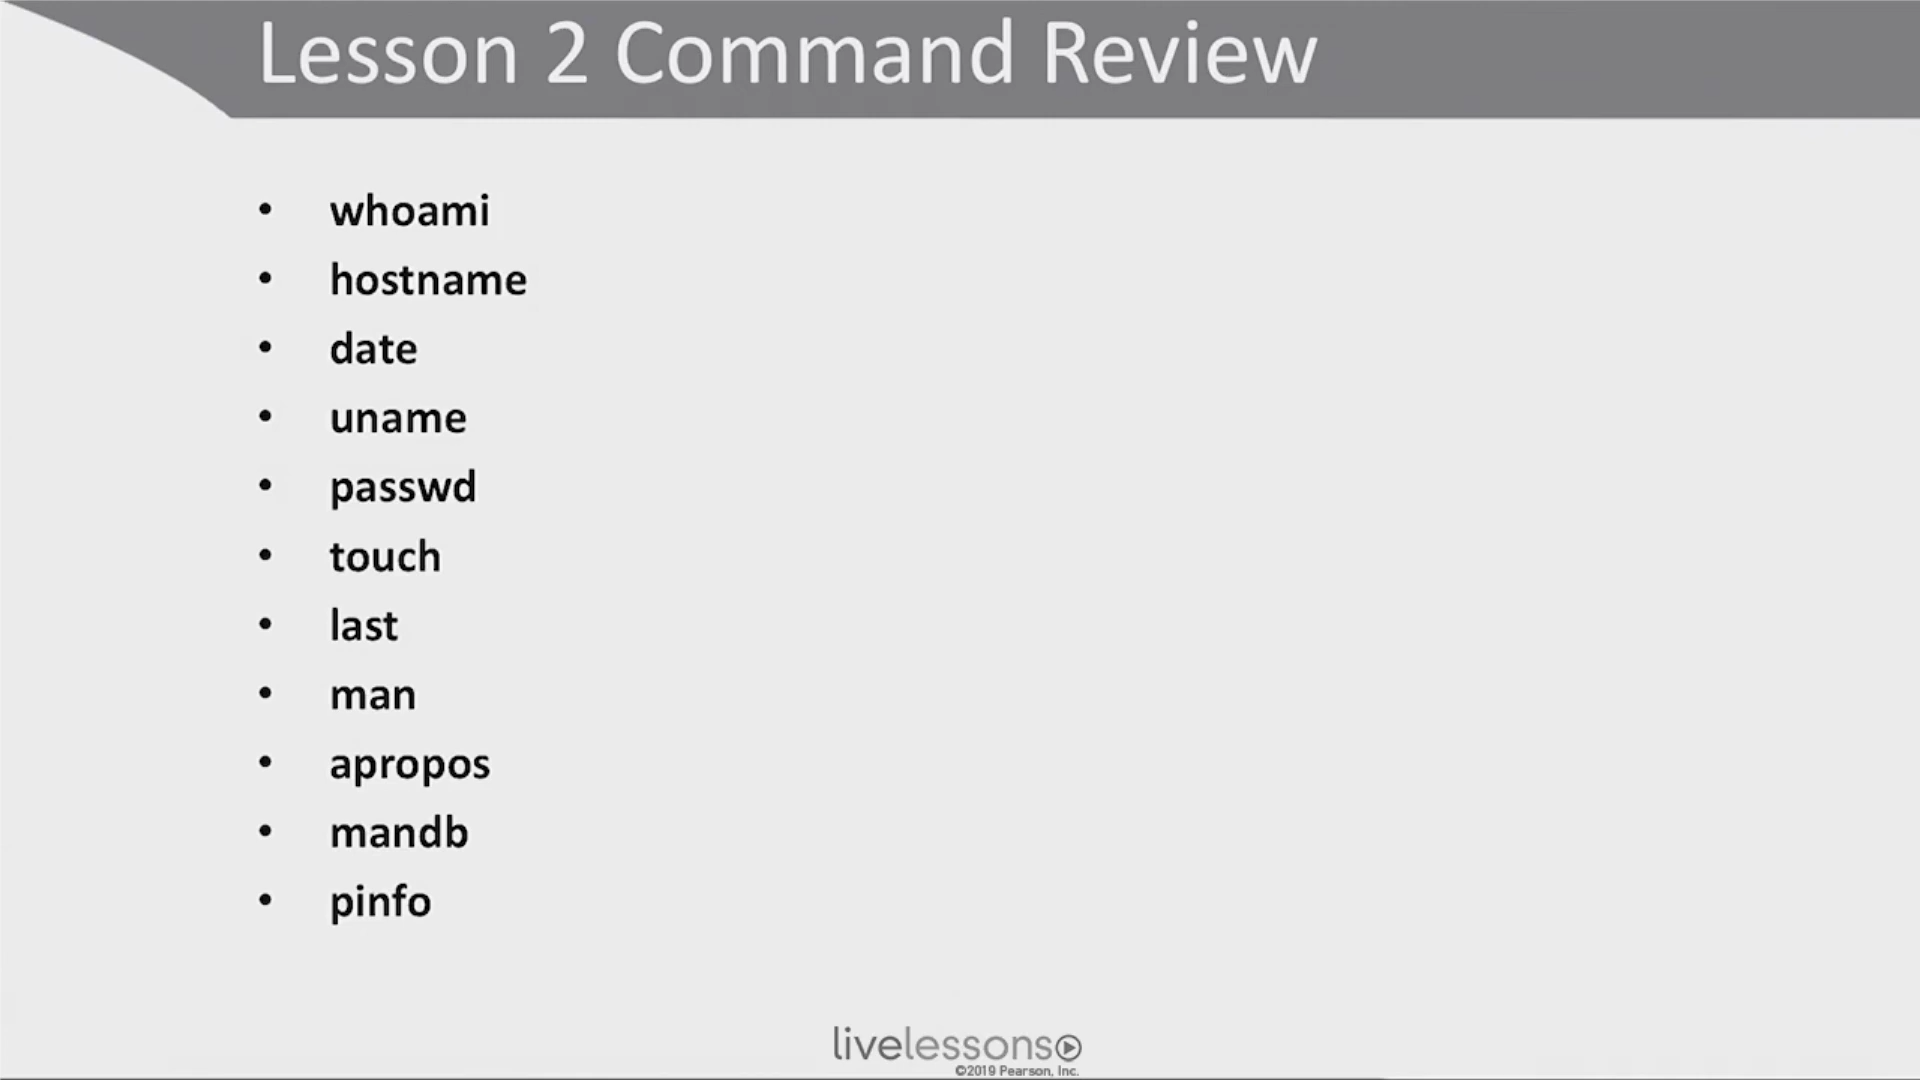 Lesson 2 Command Review
• whoami
• hostname
• date
• uname
• passwd
• touch
• last
• man
• apropos
• mandb
• pinfo
livelessons
©2019 Pearson, Inc.